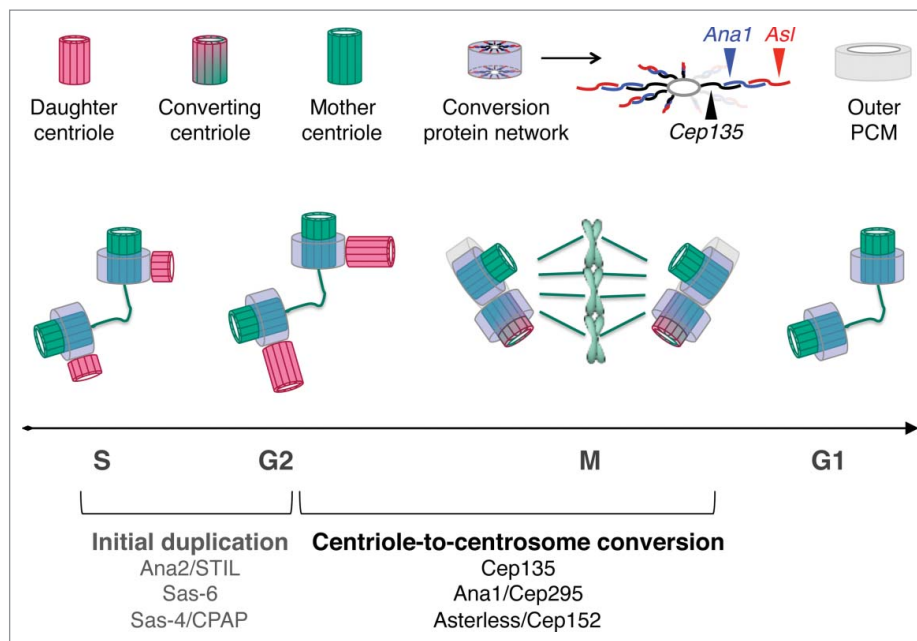 Ana1 Asl
Daughter
centriole
Converting
centriole
Mother
centriole
Conversion
protein network
Cep135
Outer
PCM
S G2 M G1
Initial duplication
Ana2/STIL
Sas-6
Sas-4/CPAP
Centriole-to-centrosome conversion
Cep135
Ana1/Cep295
Asterless/Cep152